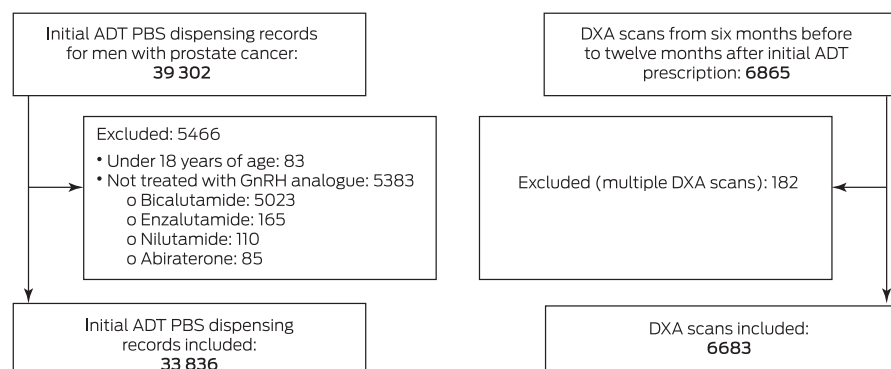 Initial ADT PBS dispensing records
for men with prostate cancer:
39 302
Excluded: 5466
• Under 18 years of age: 83
• Not treated with GnRH analogue: 5383
o Bicalutamide: 5023
o Enzalutamide: 165
o Nilutamide: 110
o Abiraterone: 85
Initial ADT PBS dispensing
records included:
33 836
DXA scans from six months before
to twelve months after initial ADT
prescription: 6865
Excluded (multiple DXA scans): 182
DXA scans included:
6683